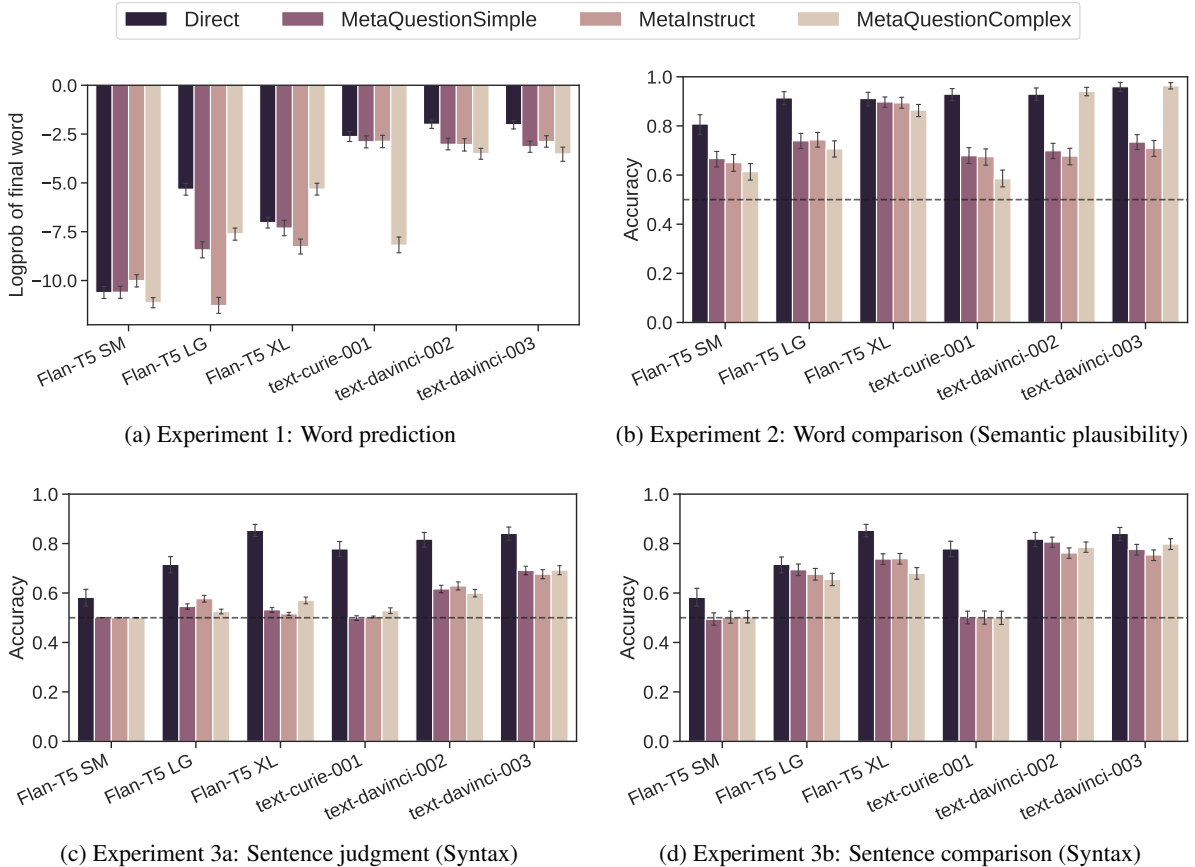 Direct MetaQuestionSimple MetaInstruct MetaQuestionComplex
Logprob of final word
0.0
−2.5
−5.0
−7.5
−10.0
Flan-T5 SM
Flan-T5 LG
Flan-T5 XL
text-curie-001
text-davinci-002
text-davinci-003
(a) Experiment 1: Word prediction
Accuracy
1.0
0.8
0.6
0.4
0.2
0.0
Flan-T5 SM
Flan-T5 LG
Flan-T5 XL
text-curie-001
text-davinci-002
text-davinci-003
(b) Experiment 2: Word comparison (Semantic plausibility)
Accuracy
1.0
0.8
0.6
0.4
0.2
0.0
Flan-T5 SM
Flan-T5 LG
Flan-T5 XL
text-curie-001
text-davinci-002
text-davinci-003
(c) Experiment 3a: Sentence judgment (Syntax)
Accuracy
1.0
0.8
0.6
0.4
0.2
0.0
Flan-T5 SM
Flan-T5 LG
Flan-T5 XL
text-curie-001
text-davinci-002
text-davinci-003
(d) Experiment 3b: Sentence comparison (Syntax)